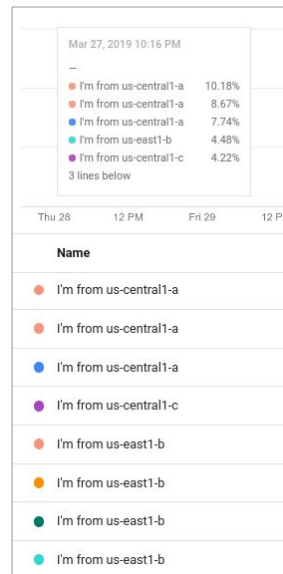 Mar 27, 2019 10:16 PM
–
I'm from us-central1-a 10.18%
I'm from us-central1-a 8.67%
I'm from us-central1-a 7.74%
I'm from us-east1-b 4.48%
I'm from us-central1-c 4.22%
3 lines below
Thu 28 12 PM Fri 29 12 P
Name
I'm from us-central1-a
I'm from us-central1-a
I'm from us-central1-a
I'm from us-central1-c
I'm from us-east1-b
I'm from us-east1-b
I'm from us-east1-b
I'm from us-east1-b